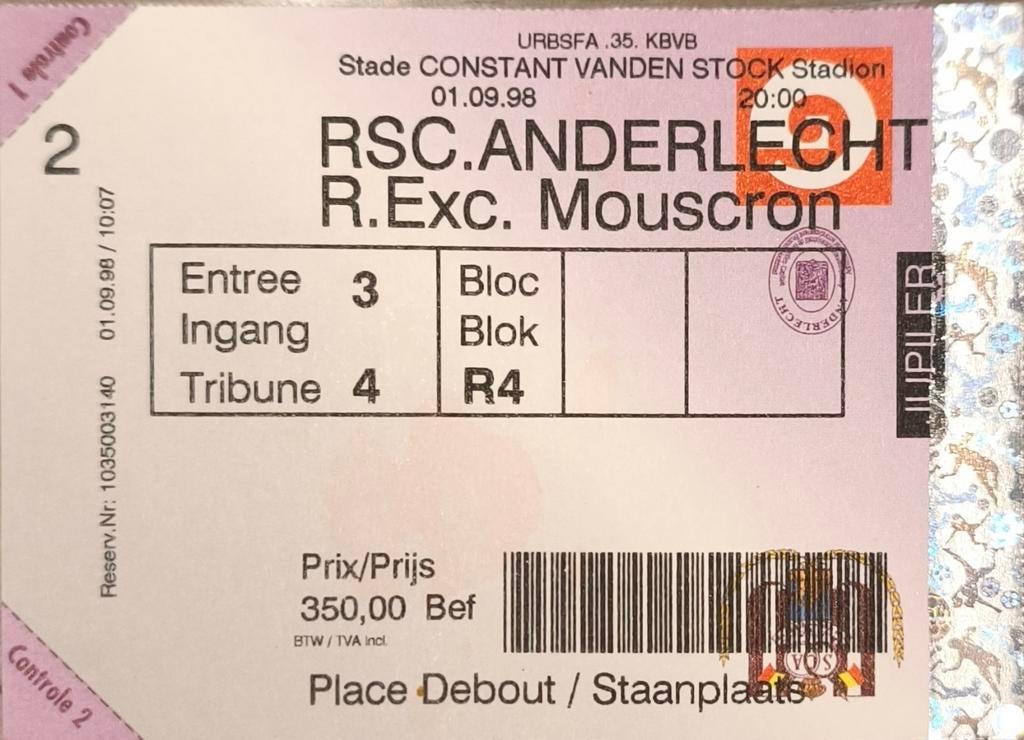 Controle 1
URBSFA .35. KBVB
Stade CONSTANT VANDEN STOCK Stadion
01.09.98 20:00
2
RSC.ANDERLECHT
R.Exc. Mouscron
Entree 3 Bloc
Ingang Blok
Tribune 4 R4
ANDERLECHT
JUPILER
Reserv.Nr: 1035003140 01.09.98 / 10:07
Prix/Prijs
350,00 Bef
BTW / TVA Incl.
Place Debout / Staanplaats
Controle 2